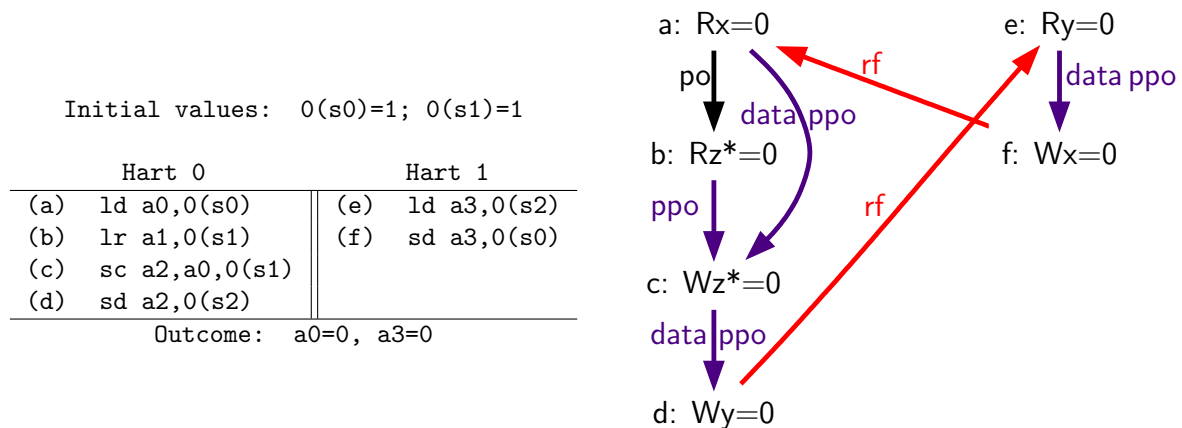 Initial values: 0(s0)=1; 0(s1)=1
Hart 0 Hart 1
(a) ld a0,0(s0) (e) ld a3,0(s2)
(b) lr a1,0(s1) (f) sd a3,0(s0)
(c) sc a2,a0,0(s1)
(d) sd a2,0(s2)
Outcome: a0=0, a3=0
a: Rx=0 e: Ry=0
po rf data ppo
data ppo
b: Rz*=0 f: Wx=0
ppo rf
c: Wz*=0
data ppo
d: Wy=0